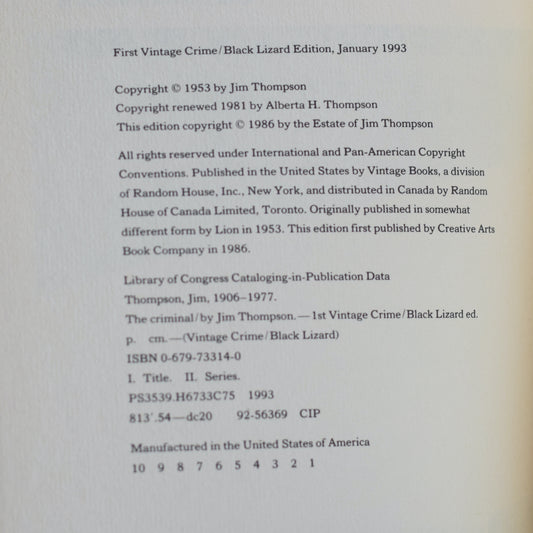 First Vintage Crime/Black Lizard Edition, January 1993
Copyright © 1953 by Jim Thompson
Copyright renewed 1981 by Alberta H. Thompson
This edition copyright © 1986 by the Estate of Jim Thompson
All rights reserved under International and Pan-American Copyright
Conventions. Published in the United States by Vintage Books, a division
of Random House, Inc., New York, and distributed in Canada by Random
House of Canada Limited, Toronto. Originally published in somewhat
different form by Lion in 1953. This edition first published by Creative Arts
Book Company in 1986.
Library of Congress Cataloging-in-Publication Data
Thompson, Jim, 1906–1977.
The criminal/by Jim Thompson.—1st Vintage Crime/Black Lizard ed.
p. cm.—(Vintage Crime/Black Lizard)
ISBN 0-679-73314-0
I. Title. II. Series.
PS3539.H6733C75 1993
813'.54—dc20 92-56369 CIP
Manufactured in the United States of America
10 9 8 7 6 5 4 3 2 1